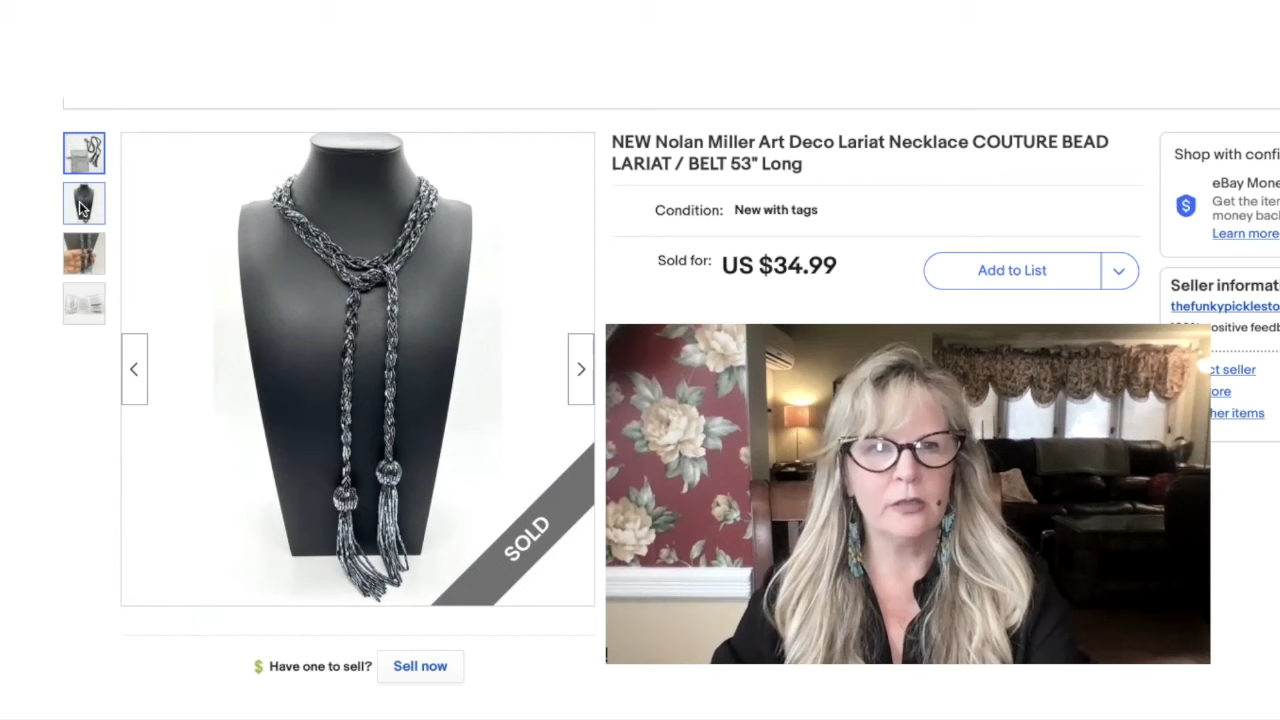 NEW Nolan Miller Art Deco Lariat Necklace COUTURE BEAD
LARIAT / BELT 53" Long
Condition: New with tags
Sold for: US $34.99
Add to List
SOLD
$ Have one to sell? Sell now
Shop with confi
eBay Mone
Get the iter
money back
Learn more
Seller informat
thefunkypicklesto
ositive feedb
ct seller
ore
her items